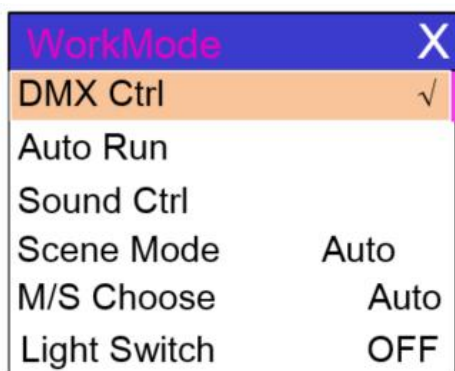 WorkMode X
DMX Ctrl √
Auto Run
Sound Ctrl
Scene Mode Auto
M/S Choose Auto
Light Switch OFF